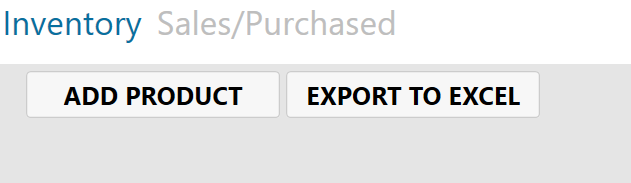 Inventory Sales/Purchased
ADD PRODUCT EXPORT TO EXCEL